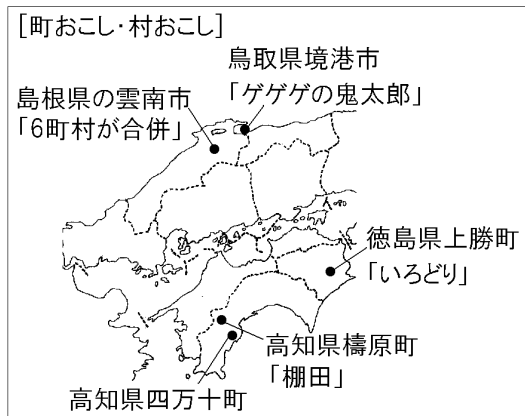 [町おこし・村おこし]
鳥取県境港市
「ゲゲゲの鬼太郎」
島根県の雲南市
「6町村が合併」
徳島県上勝町
「いろどり」
高知県檮原町
「棚田」
高知県四万十町